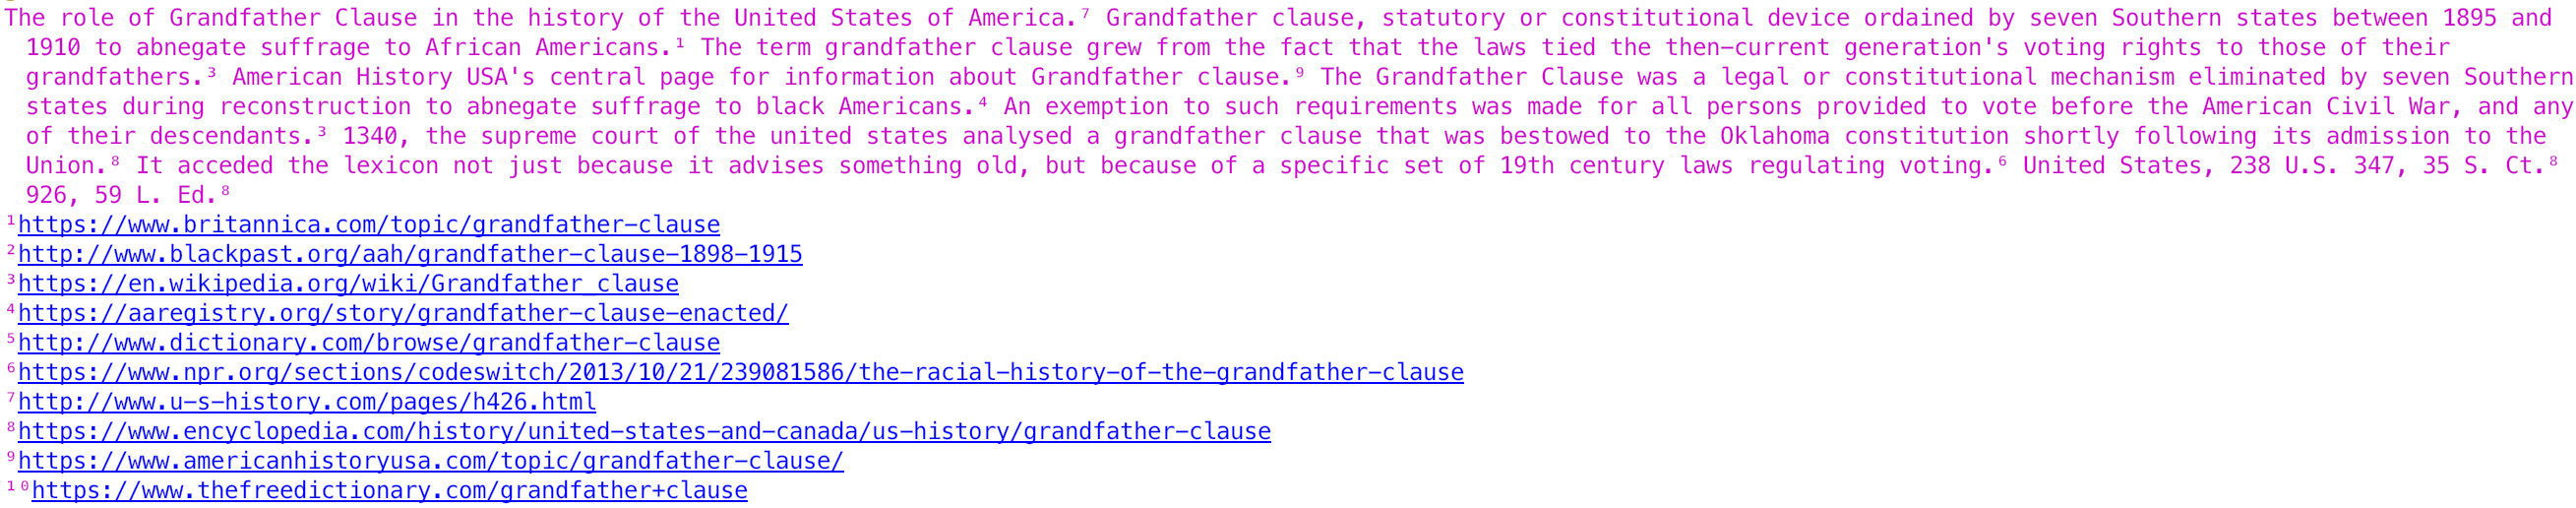 The role of Grandfather Clause in the history of the United States of America.⁷ Grandfather clause, statutory or constitutional device ordained by seven Southern states between 1895 and
1910 to abnegate suffrage to African Americans.¹ The term grandfather clause grew from the fact that the laws tied the then-current generation's voting rights to those of their
grandfathers.³ American History USA's central page for information about Grandfather clause.⁹ The Grandfather Clause was a legal or constitutional mechanism eliminated by seven Southern
states during reconstruction to abnegate suffrage to black Americans.⁴ An exemption to such requirements was made for all persons provided to vote before the American Civil War, and any
of their descendants.³ 1340, the supreme court of the united states analysed a grandfather clause that was bestowed to the Oklahoma constitution shortly following its admission to the
Union.⁸ It acceded the lexicon not just because it advises something old, but because of a specific set of 19th century laws regulating voting.⁶ United States, 238 U.S. 347, 35 S. Ct.⁸
926, 59 L. Ed.⁸
¹https://www.britannica.com/topic/grandfather-clause
²http://www.blackpast.org/aah/grandfather-clause-1898-1915
³https://en.wikipedia.org/wiki/Grandfather_clause
⁴https://aaregistry.org/story/grandfather-clause-enacted/
⁵http://www.dictionary.com/browse/grandfather-clause
⁶https://www.npr.org/sections/codeswitch/2013/10/21/239081586/the-racial-history-of-the-grandfather-clause
⁷http://www.u-s-history.com/pages/h426.html
⁸https://www.encyclopedia.com/history/united-states-and-canada/us-history/grandfather-clause
⁹https://www.americanhistoryusa.com/topic/grandfather-clause/
¹⁰https://www.thefreedictionary.com/grandfather+clause